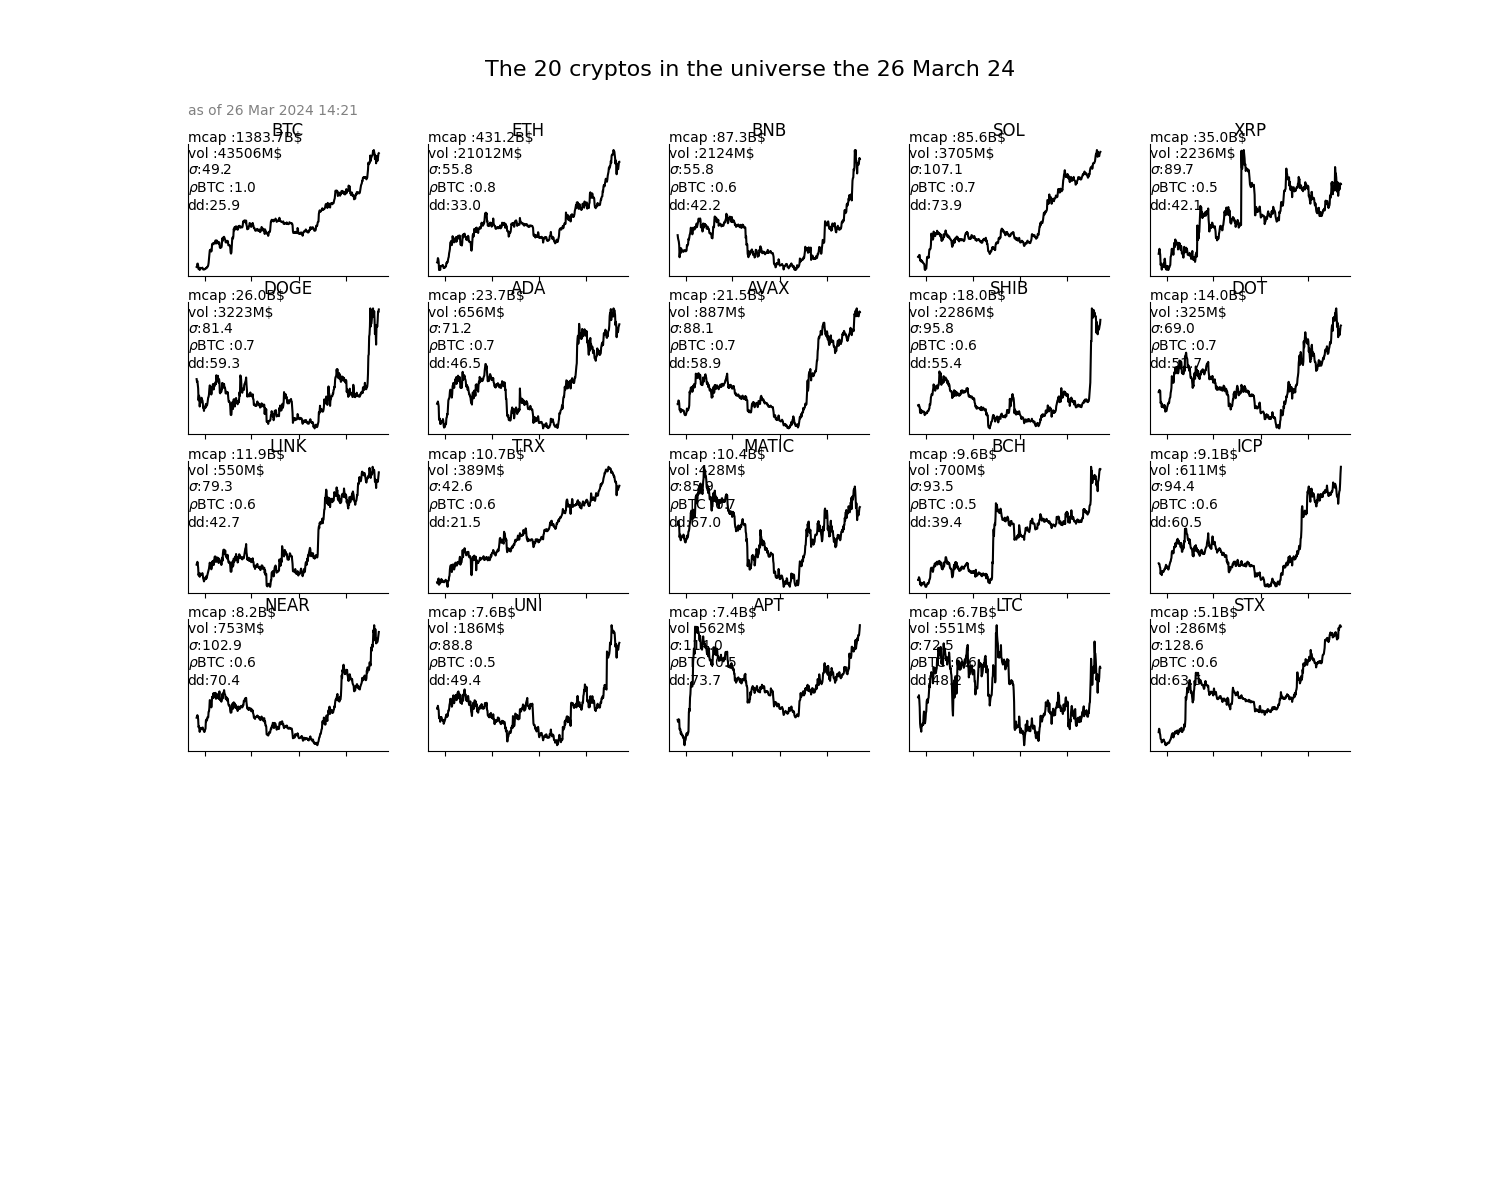 The 20 cryptos in the universe the 26 March 24
as of 26 Mar 2024 14:21
BTC
mcap :1383.7B$
vol :43506M$
σ:49.2
ρBTC :1.0
dd:25.9
ETH
mcap :431.2B$
vol :21012M$
σ:55.8
ρBTC :0.8
dd:33.0
BNB
mcap :87.3B$
vol :2124M$
σ:55.8
ρBTC :0.6
dd:42.2
SOL
mcap :85.6B$
vol :3705M$
σ:107.1
ρBTC :0.7
dd:73.9
XRP
mcap :35.0B$
vol :2236M$
σ:89.7
ρBTC :0.5
dd:42.1
DOGE
mcap :26.0B$
vol :3223M$
σ:81.4
ρBTC :0.7
dd:59.3
ADA
mcap :23.7B$
vol :656M$
σ:71.2
ρBTC :0.7
dd:46.5
AVAX
mcap :21.5B$
vol :887M$
σ:88.1
ρBTC :0.7
dd:58.9
SHIB
mcap :18.0B$
vol :2286M$
σ:95.8
ρBTC :0.6
dd:55.4
DOT
mcap :14.0B$
vol :325M$
σ:69.0
ρBTC :0.7
LINK
mcap :11.9B$
vol :550M$
σ:79.3
ρBTC :0.6
dd:42.7
TRX
mcap :10.7B$
vol :389M$
σ:42.6
ρBTC :0.6
dd:21.5
MATIC
mcap :10.4B$
vol :428M$
σ:85.9
ρBTC :0.7
dd:67.0
BCH
mcap :9.6B$
vol :700M$
σ:93.5
ρBTC :0.5
dd:39.4
ICP
mcap :9.1B$
vol :611M$
σ:94.4
ρBTC :0.6
dd:60.5
NEAR
mcap :8.2B$
vol :753M$
σ:102.9
ρBTC :0.6
dd:70.4
UNI
mcap :7.6B$
vol :186M$
σ:88.8
ρBTC :0.5
dd:49.4
APT
mcap :7.4B$
vol :562M$
ρBTC :0.5
dd:73.7
LTC
mcap :6.7B$
vol :551M$
σ:72.5
ρBTC :0.6
dd:48.2
STX
mcap :5.1B$
vol :286M$
σ:128.6
ρBTC :0.6